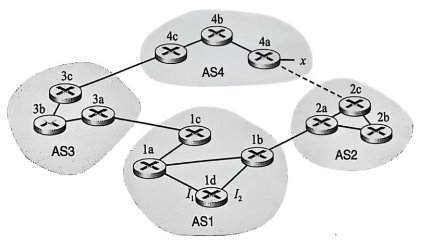 4b
4c
4a
x
AS4
3c
2c
3a
3b
2a
2b
1c
AS3
1b
AS2
1a
1d
I₁
I₂
AS1